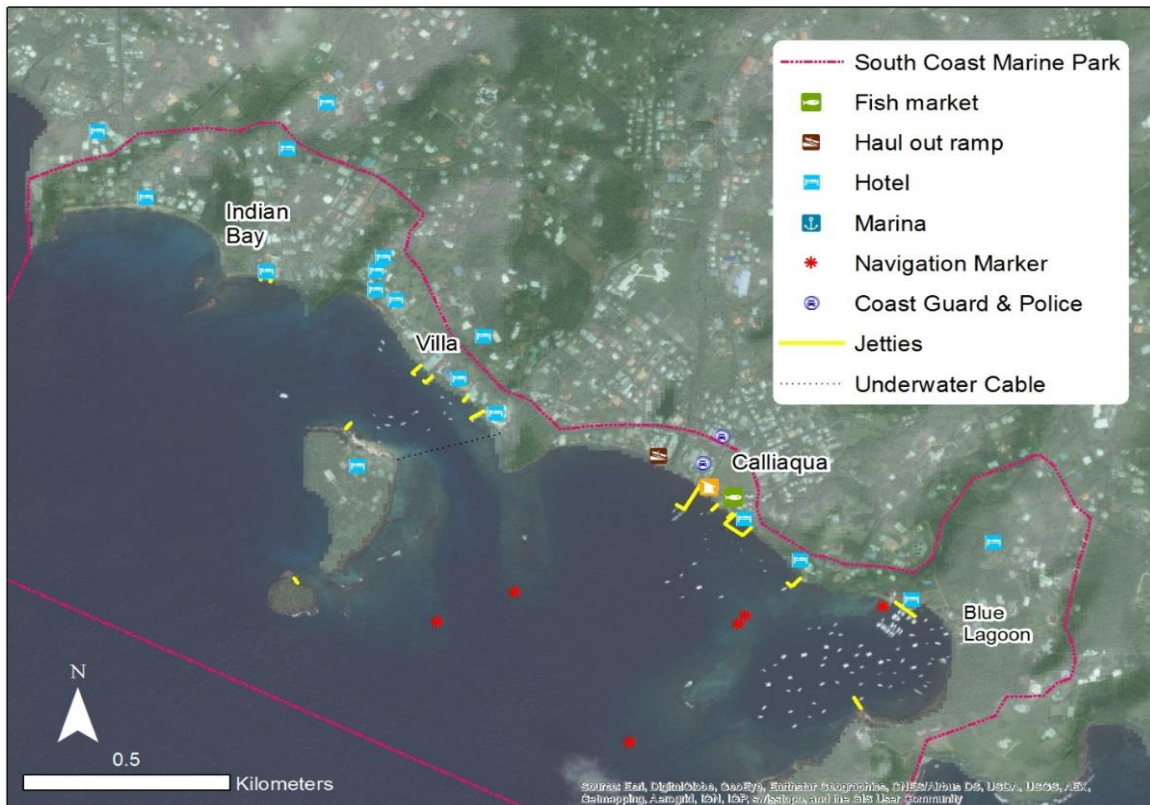 South Coast Marine Park
Fish market
Haul out ramp
Hotel
Marina
Navigation Marker
Coast Guard & Police
Jetties
Underwater Cable
Indian
Bay
Villa
Calliaqua
Blue
Lagoon
N
0.5
Kilometers
Source: Esri, DigitalGlobe, GeoEye, Earthstar Geographics, CNES/Airbus DS, USDA, USGS, AEX,
Getmapping, Aerogrid, IGN, IGP, swisstopo, and the GIS User Community